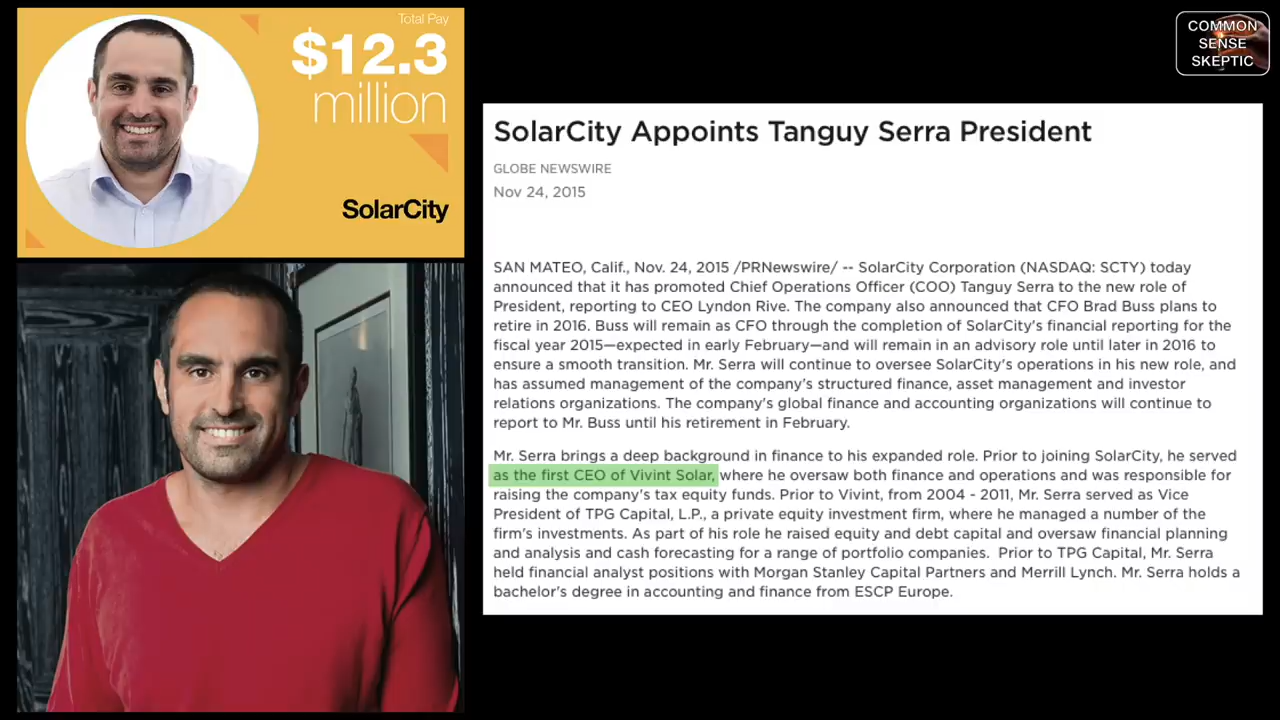 Total Pay
$12.3
million
SolarCity
COMMON
SENSE
SKEPTIC
SolarCity Appoints Tanguy Serra President
GLOBE NEWSWIRE
Nov 24, 2015
SAN MATEO, Calif., Nov. 24, 2015 /PRNewswire/ -- SolarCity Corporation (NASDAQ: SCTY) today
announced that it has promoted Chief Operations Officer (COO) Tanguy Serra to the new role of
President, reporting to CEO Lyndon Rive. The company also announced that CFO Brad Buss plans to
retire in 2016. Buss will remain as CFO through the completion of SolarCity's financial reporting for the
fiscal year 2015—expected in early February—and will remain in an advisory role until later in 2016 to
ensure a smooth transition. Mr. Serra will continue to oversee SolarCity's operations in his new role, and
has assumed management of the company's structured finance, asset management and investor
relations organizations. The company's global finance and accounting organizations will continue to
report to Mr. Buss until his retirement in February.
Mr. Serra brings a deep background in finance to his expanded role. Prior to joining SolarCity, he served
as the first CEO of Vivint Solar, where he oversaw both finance and operations and was responsible for
raising the company's tax equity funds. Prior to Vivint, from 2004 - 2011, Mr. Serra served as Vice
President of TPG Capital, L.P., a private equity investment firm, where he managed a number of the
firm's investments. As part of his role he raised equity and debt capital and oversaw financial planning
and analysis and cash forecasting for a range of portfolio companies. Prior to TPG Capital, Mr. Serra
held financial analyst positions with Morgan Stanley Capital Partners and Merrill Lynch. Mr. Serra holds a
bachelor's degree in accounting and finance from ESCP Europe.